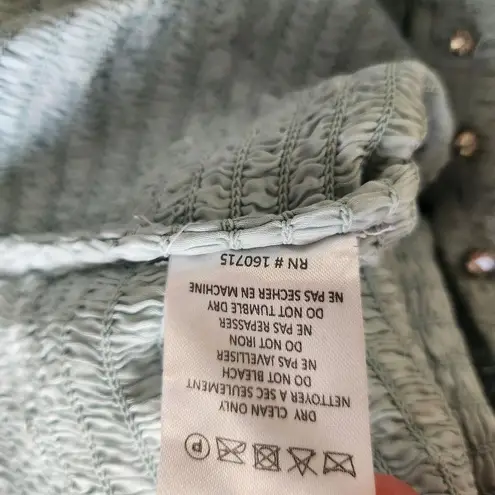 P
DRY CLEAN ONLY
NETTOYER A SEC SEULEMENT
DO NOT BLEACH
NE PAS JAVELLISER
DO NOT IRON
NE PAS REPASSER
DO NOT TUMBLE DRY
NE PAS SECHER EN MACHINE
RN # 160715